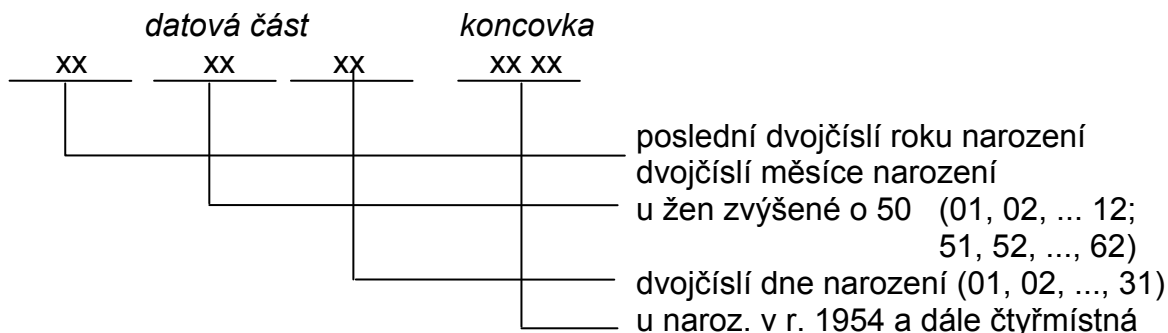 datová část koncovka
xx xx xx xx xx
poslední dvojčíslí roku narození
dvojčíslí měsíce narození
u žen zvýšené o 50 (01, 02, ... 12;
51, 52, ..., 62)
dvojčíslí dne narození (01, 02, ..., 31)
u naroz. v r. 1954 a dále čtyřmístná